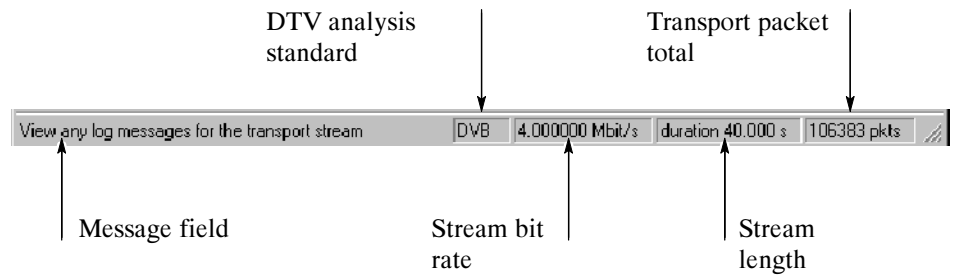 DTV analysis
standard
Transport packet
total
View any log messages for the transport stream
DVB
4.000000 Mbit/s
duration 40.000 s
106383 pkts
Message field
Stream bit
rate
Stream
length